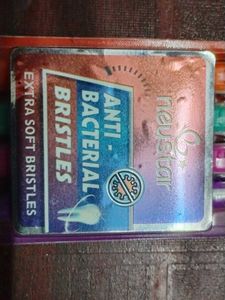 neustar
ANTI -
BACTERIAL
BRISTLES
EXTRA SOFT BRISTLES